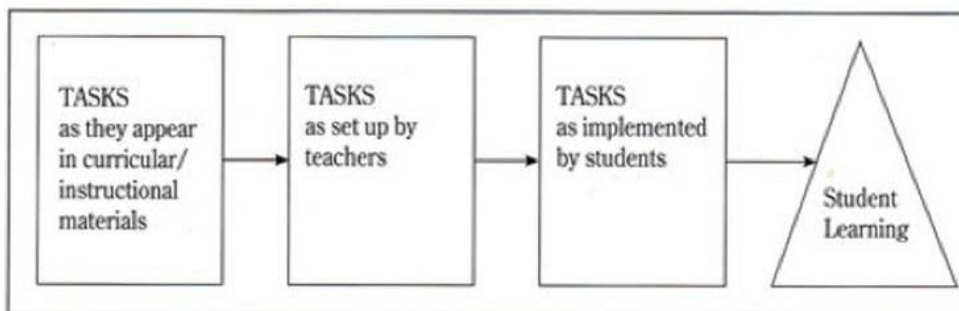 TASKS
as they appear
in curricular/
instructional
materials
TASKS
as set up by
teachers
TASKS
as implemented
by students
Student
Learning